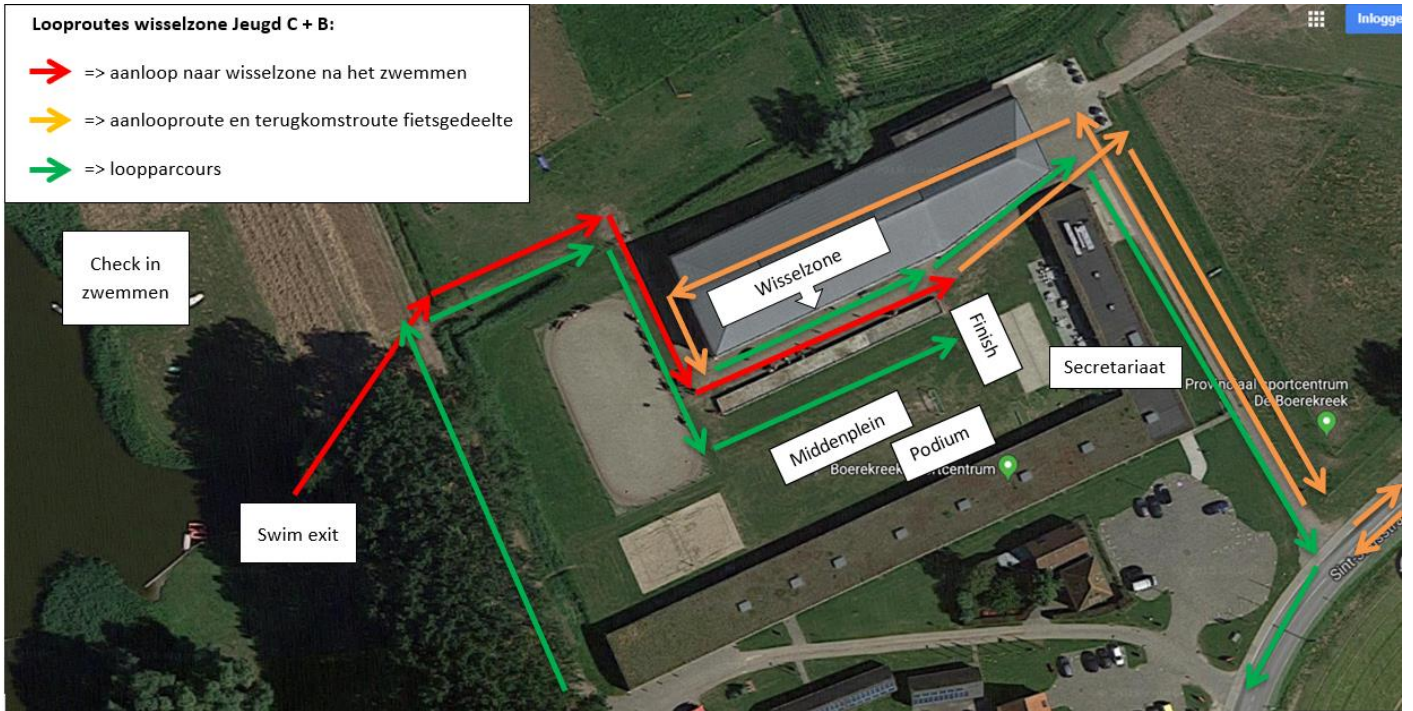 Looproutes wisselzone Jeugd C + B:
=> aanloop naar wisselzone na het zwemmen
=> aanlooproute en terugkomstroute fietsgedeelte
=> loopparcours
Check in
zwemmen
Swim exit
Wisselzone
Finish
Middenplein
Podium
Secretariaat
Provinciaal sportcentrum
De Boerekreek
Boerekreek sportcentrum